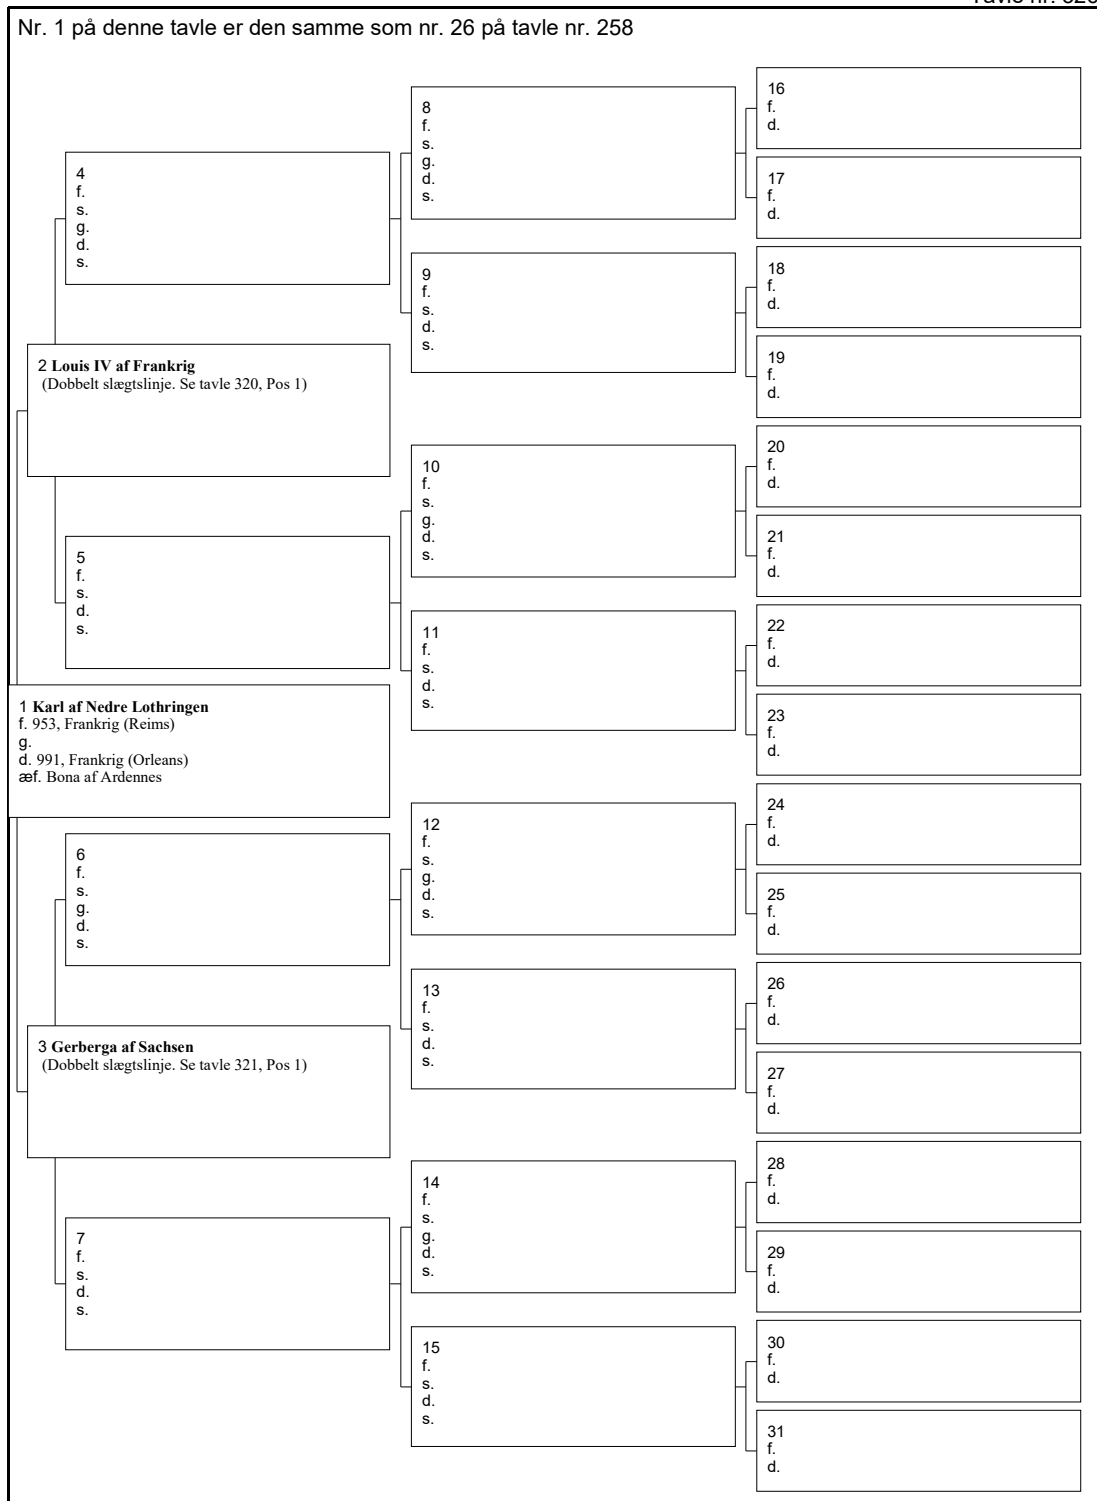 Nr. 1 på denne tavle er den samme som nr. 26 på tavle nr. 258
16
f.
d.
8
f.
s.
g.
d.
s.
17
f.
d.
4
f.
s.
g.
d.
s.
18
f.
d.
9
f.
s.
d.
s.
19
f.
d.
2 Louis IV af Frankrig
(Dobbelt slægtslinje. Se tavle 320, Pos 1)
20
f.
d.
10
f.
s.
g.
d.
s.
21
f.
d.
5
f.
s.
d.
s.
22
f.
d.
11
f.
s.
d.
s.
23
f.
d.
1 Karl af Nedre Lothringen
f. 953, Frankrig (Reims)
g.
d. 991, Frankrig (Orleans)
æf. Bona af Ardennes
24
f.
d.
12
f.
s.
g.
d.
s.
25
f.
d.
6
f.
s.
g.
d.
s.
26
f.
d.
13
f.
s.
d.
s.
27
f.
d.
3 Gerberga af Sachsen
(Dobbelt slægtslinje. Se tavle 321, Pos 1)
28
f.
d.
14
f.
s.
g.
d.
s.
29
f.
d.
7
f.
s.
d.
s.
30
f.
d.
15
f.
s.
d.
s.
31
f.
d.